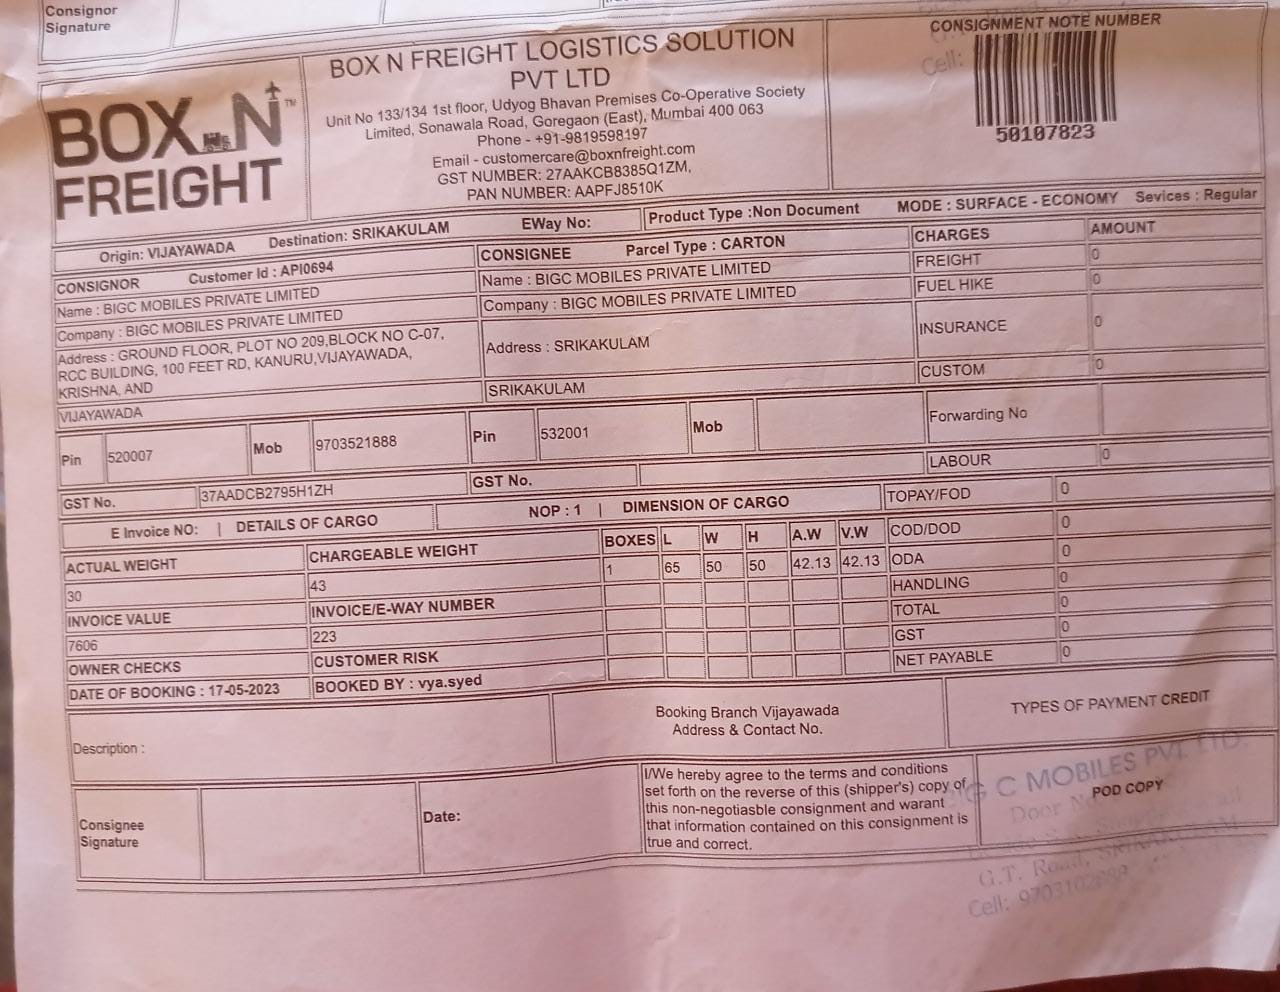 Consignor
Signature
BOX N
FREIGHT
TM
BOX N FREIGHT LOGISTICS SOLUTION
PVT LTD
Unit No 133/134 1st floor, Udyog Bhavan Premises Co-Operative Society
Limited, Sonawala Road, Goregaon (East), Mumbai 400 063
Phone - +91-9819598197
Email - customercare@boxnfreight.com
GST NUMBER: 27AAKCB8385Q1ZM,
PAN NUMBER: AAPFJ8510K
CONSIGNMENT NOTE NUMBER
Cell:
50107823
Origin: VIJAYAWADA Destination: SRIKAKULAM EWay No: Product Type :Non Document MODE : SURFACE - ECONOMY Sevices : Regular
CONSIGNOR Customer Id : API0694
Name : BIGC MOBILES PRIVATE LIMITED
Company : BIGC MOBILES PRIVATE LIMITED
Address : GROUND FLOOR, PLOT NO 209,BLOCK NO C-07,
RCC BUILDING, 100 FEET RD, KANURU,VIJAYAWADA,
KRISHNA, AND
VIJAYAWADA
Pin 520007 Mob 9703521888
GST No. 37AADCB2795H1ZH
CONSIGNEE Parcel Type : CARTON
Name : BIGC MOBILES PRIVATE LIMITED
Company : BIGC MOBILES PRIVATE LIMITED
Address : SRIKAKULAM
SRIKAKULAM
Pin 532001 Mob
GST No.
CHARGES AMOUNT
FREIGHT 0
FUEL HIKE 0
INSURANCE 0
CUSTOM 0
Forwarding No
LABOUR 0
TOPAY/FOD 0
COD/DOD 0
ODA 0
HANDLING 0
TOTAL 0
GST 0
NET PAYABLE 0
E Invoice NO: | DETAILS OF CARGO
NOP : 1 | DIMENSION OF CARGO
ACTUAL WEIGHT CHARGEABLE WEIGHT
30 43
INVOICE VALUE INVOICE/E-WAY NUMBER
7606 223
OWNER CHECKS CUSTOMER RISK
DATE OF BOOKING : 17-05-2023 BOOKED BY : vya.syed
BOXES L W H A.W V.W
1 65 50 50 42.13 42.13
Description :
Booking Branch Vijayawada
Address & Contact No.
TYPES OF PAYMENT CREDIT
Consignee
Signature
Date:
I/We hereby agree to the terms and conditions
set forth on the reverse of this (shipper's) copy of
this non-negotiasble consignment and warant
that information contained on this consignment is
true and correct.
POD COPY
BIG C MOBILES PVT. LTD.
Door No
G.T. Road, SRIKAKULAM
Cell: